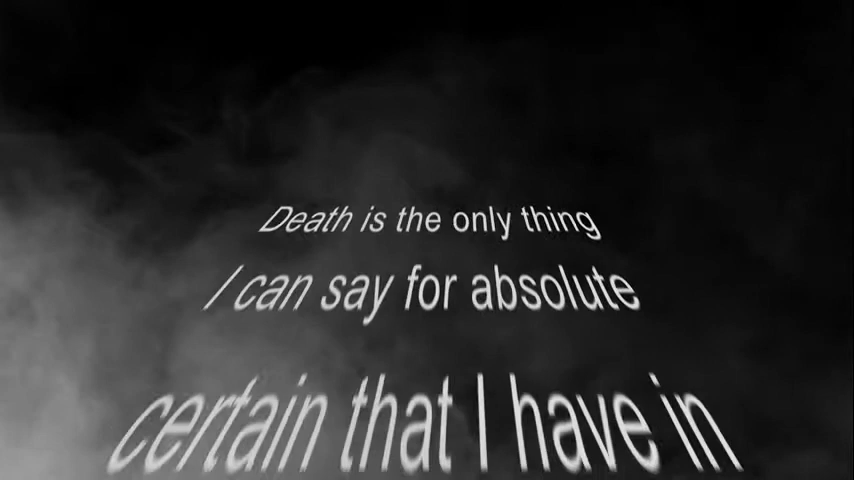 Death is the only thing
I can say for absolute
certain that I have in